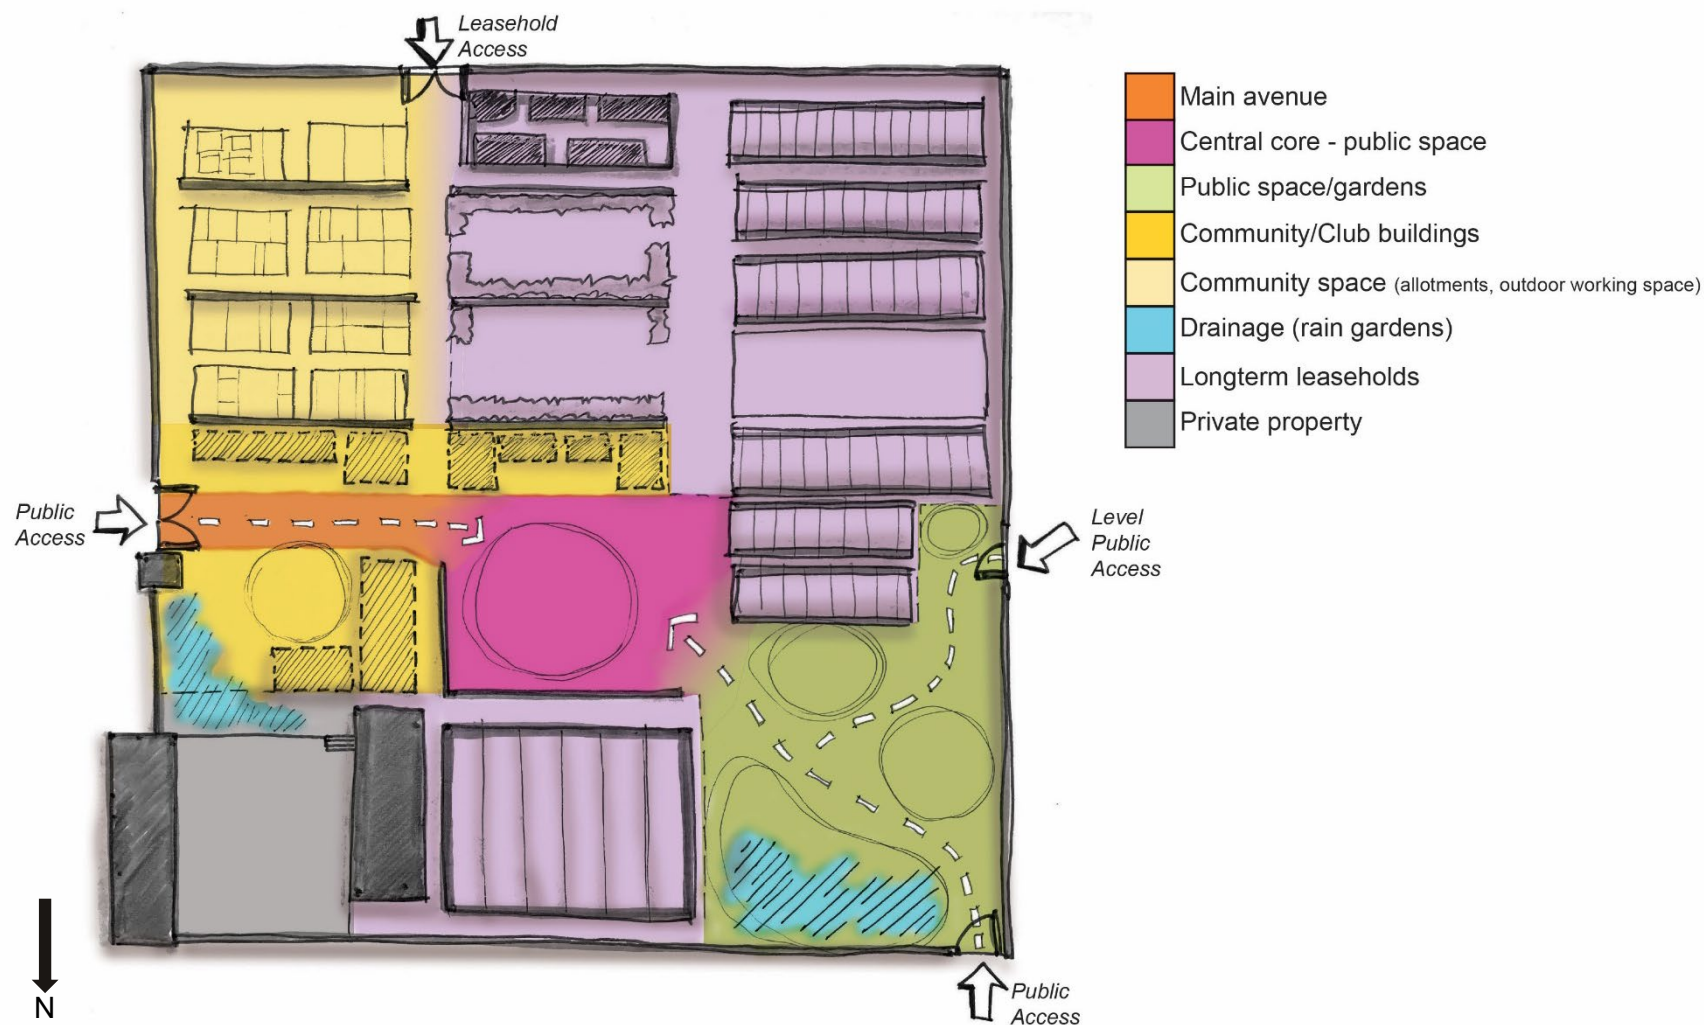 Leasehold
Access
Main avenue
Central core - public space
Public space/gardens
Community/Club buildings
Community space (allotments, outdoor working space)
Drainage (rain gardens)
Longterm leaseholds
Private property
Public
Access
Level
Public
Access
N
Public
Access